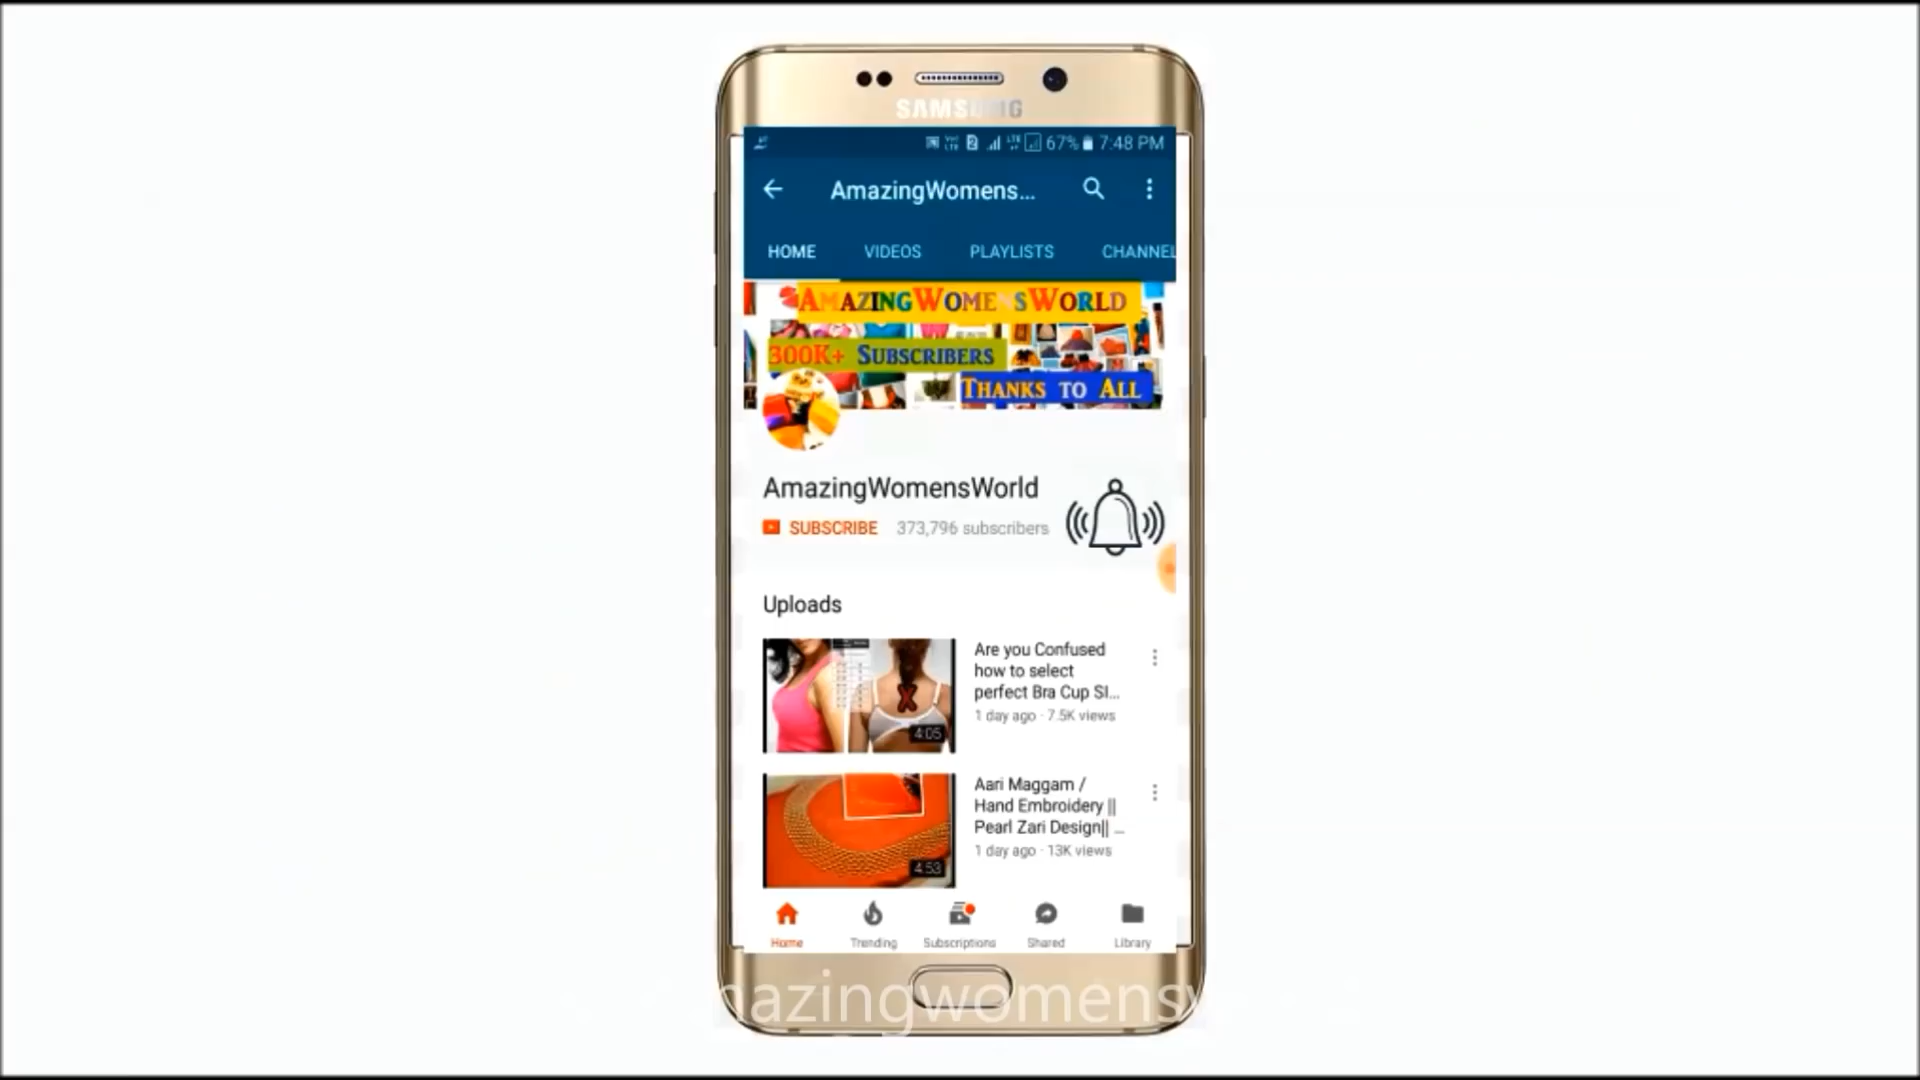 SAMSUNG
67% 7:48 PM
AmazingWomens...
HOME VIDEOS PLAYLISTS CHANNEL
AMAZINGWOMENSWORLD
300K+ SUBSCRIBERS
THANKS TO ALL
AmazingWomensWorld
SUBSCRIBE 373,796 subscribers
Uploads
Are you Confused
how to select
perfect Bra Cup SI...
1 day ago · 7.5K views
4:05
Aari Maggam /
Hand Embroidery ||
Pearl Zari Design|| ...
1 day ago · 13K views
4:53
Home Trending Subscriptions Shared Library
mazingwomensw